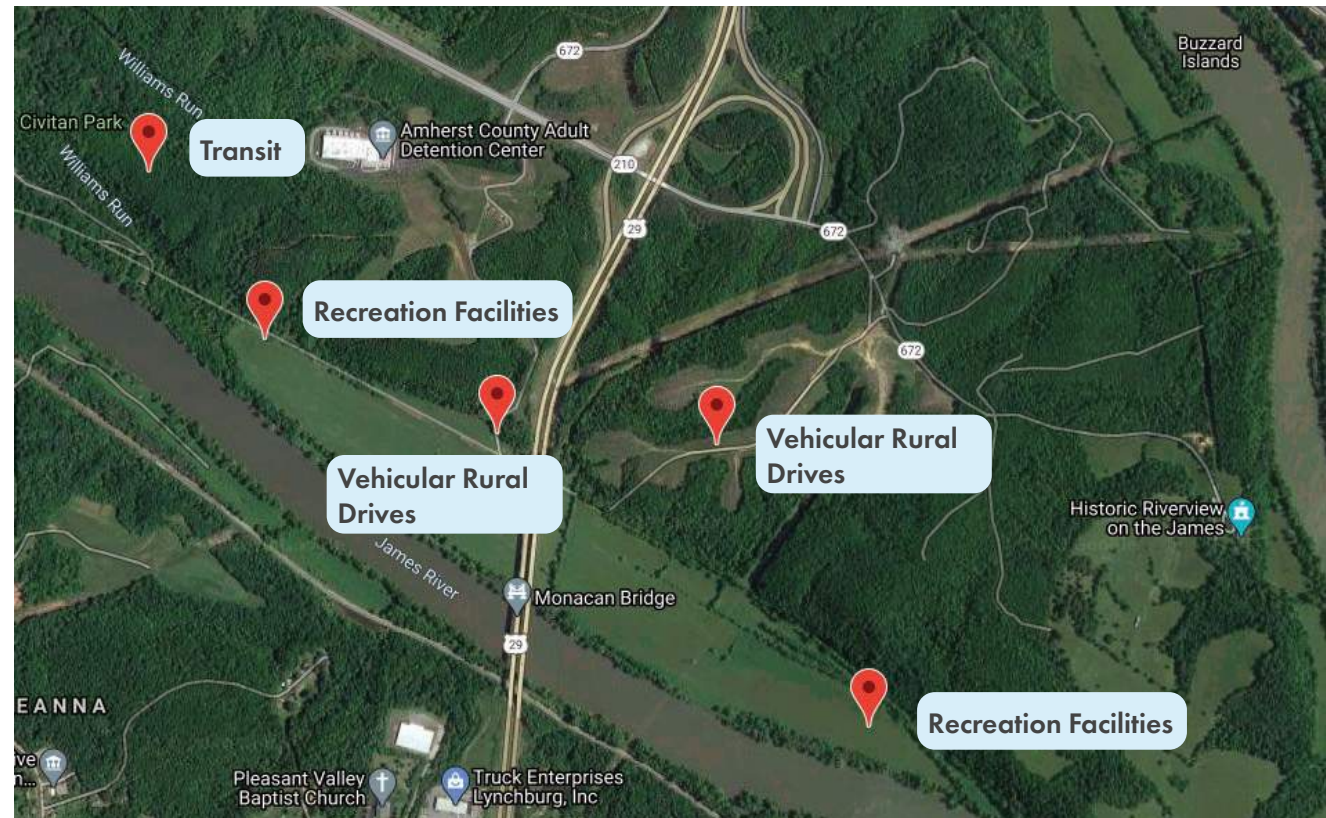 672
Buzzard
Islands
Williams Run
Civitan Park
Transit
Amherst County Adult
Detention Center
Williams Run
210
29
672
Recreation Facilities
672
Vehicular Rural
Drives
Vehicular Rural
Drives
Historic Riverview
on the James
James River
Monacan Bridge
29
EANNA
Recreation Facilities
ive
n...
Pleasant Valley
Baptist Church
Truck Enterprises
Lynchburg, Inc